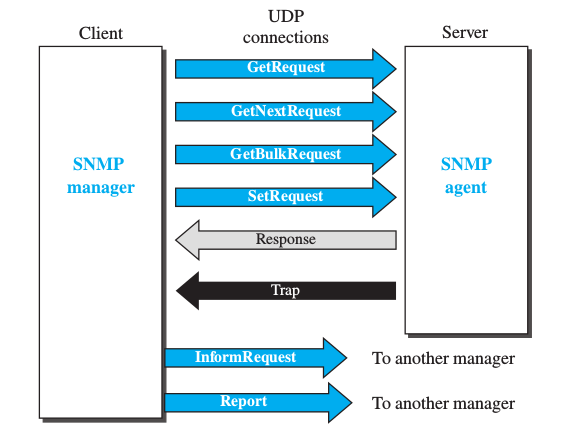 UDP
Client
connections
Server
GetRequest
GetNextRequest
GetBulkRequest
SNMP
manager
SNMP
agent
SetRequest
Response
Trap
InformRequest
To another manager
Report
To another manager